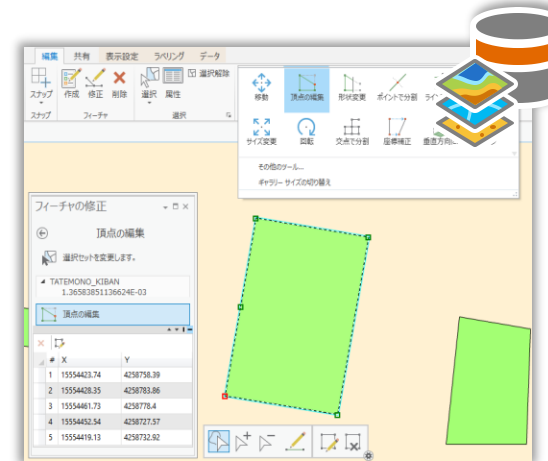 編集 共有 表示設定 ラベリング データ
スナップ 作成 修正 削除 選択 属性 選択解除
スナップ フィーチャ 選択
移動 頂点の編集 形状変更 ポイントで分割
サイズ変更 回転 交点で分割 座標補正
その他のツール...
ギャラリー サイズの切り替え
フィーチャの修正
頂点の編集
選択セットを変更します。
TATEMONO_KIBAN
1.36583851136624E-03
頂点の編集
# X Y
1 15554423.74 4258758.39
2 15554428.35 4258783.86
3 15554461.73 4258778.4
4 15554452.54 4258727.57
5 15554419.13 4258732.92